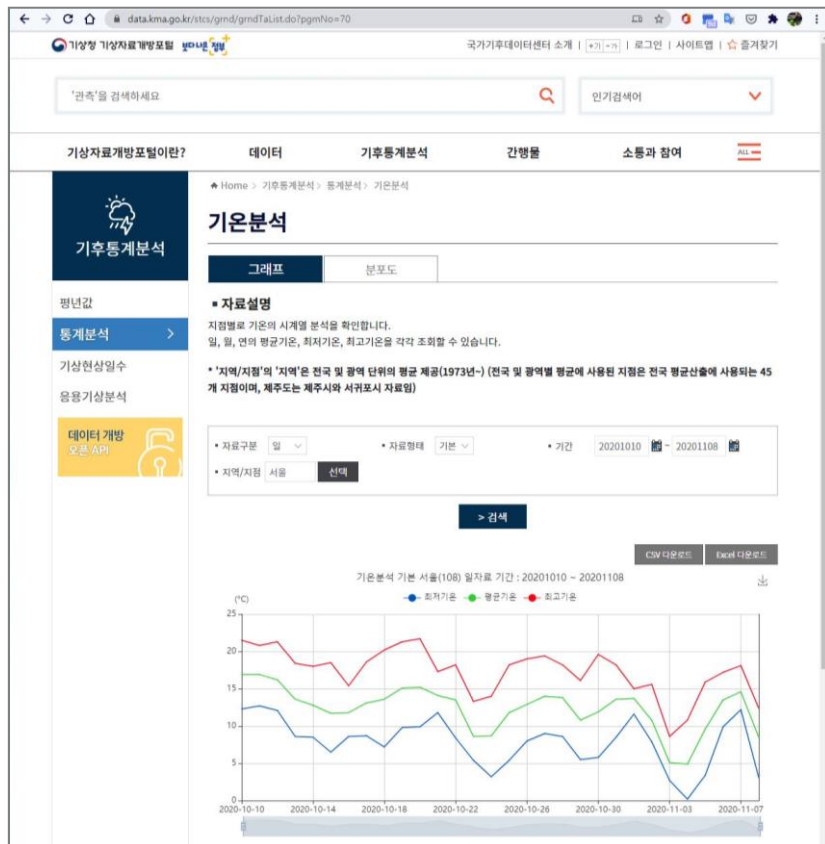 data.kma.go.kr/stcs/grnd/grndTaList.do?pgmNo=70
기상청 기상자료개방포털 날마다 나은 정부
국가기후데이터센터 소개 | +가 -가 | 로그인 | 사이트맵 | 즐겨찾기
'관측'을 검색하세요
인기검색어
기상자료개방포털이란? 데이터 기후통계분석 간행물 소통과 참여 ALL
Home > 기후통계분석 > 통계분석 > 기온분석
기후통계분석
기온분석
그래프 분포도
평년값
통계분석 >
기상현상일수
응용기상분석
데이터 개방
오픈 API
▪ 자료설명
지점별로 기온의 시계열 분석을 확인합니다.
일, 월, 연의 평균기온, 최저기온, 최고기온을 각각 조회할 수 있습니다.
* '지역/지점'의 '지역'은 전국 및 광역 단위의 평균 제공(1973년~) (전국 및 광역별 평균에 사용된 지점은 전국 평균산출에 사용되는 45
개 지점이며, 제주도는 제주시와 서귀포시 자료임)
▪ 자료구분 일 ▪ 자료형태 기본 ▪ 기간 20201010 ~ 20201108
▪ 지역/지점 서울 선택
> 검색
CSV 다운로드 Excel 다운로드
기온분석 기본 서울(108) 일자료 기간 : 20201010 ~ 20201108
(°C) 최저기온 평균기온 최고기온
25
20
15
10
5
0
2020-10-10 2020-10-14 2020-10-18 2020-10-22 2020-10-26 2020-10-30 2020-11-03 2020-11-07